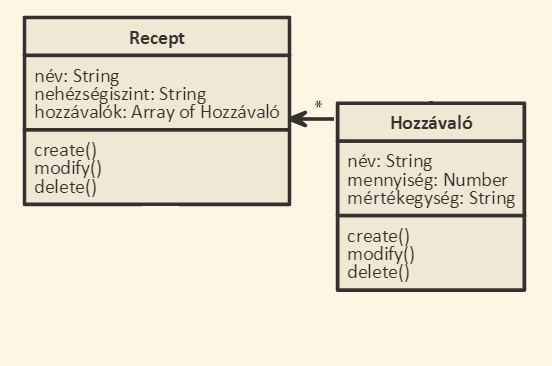 Recept
név: String
nehézségiszint: String
hozzávalók: Array of Hozzávaló
create()
modify()
delete()
*
Hozzávaló
név: String
mennyiség: Number
mértékegység: String
create()
modify()
delete()